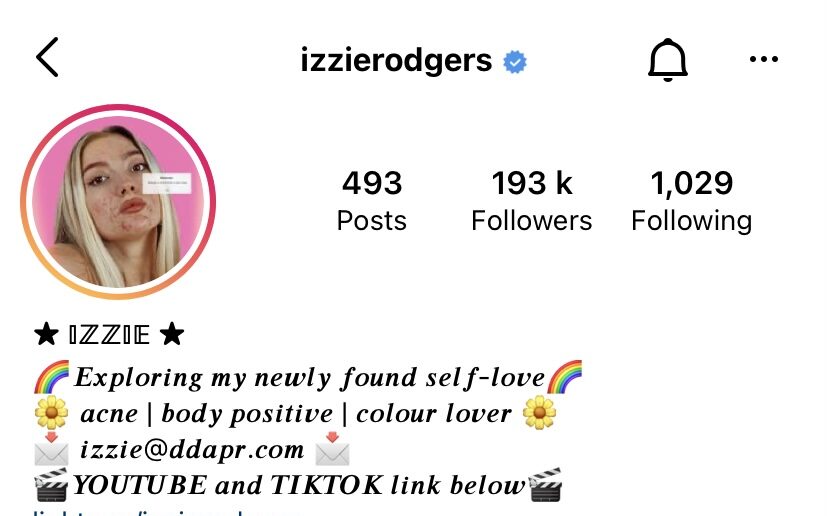 izzierodgers
493
193 k
1,029
Posts
Followers
Following
★ 𝕀ℤℤ𝕀𝔼 ★
🌈Exploring my newly found self-love🌈
🌼 acne | body positive | colour lover 🌼
📩 izzie@ddapr.com 📩
🎬YOUTUBE and TIKTOK link below🎬